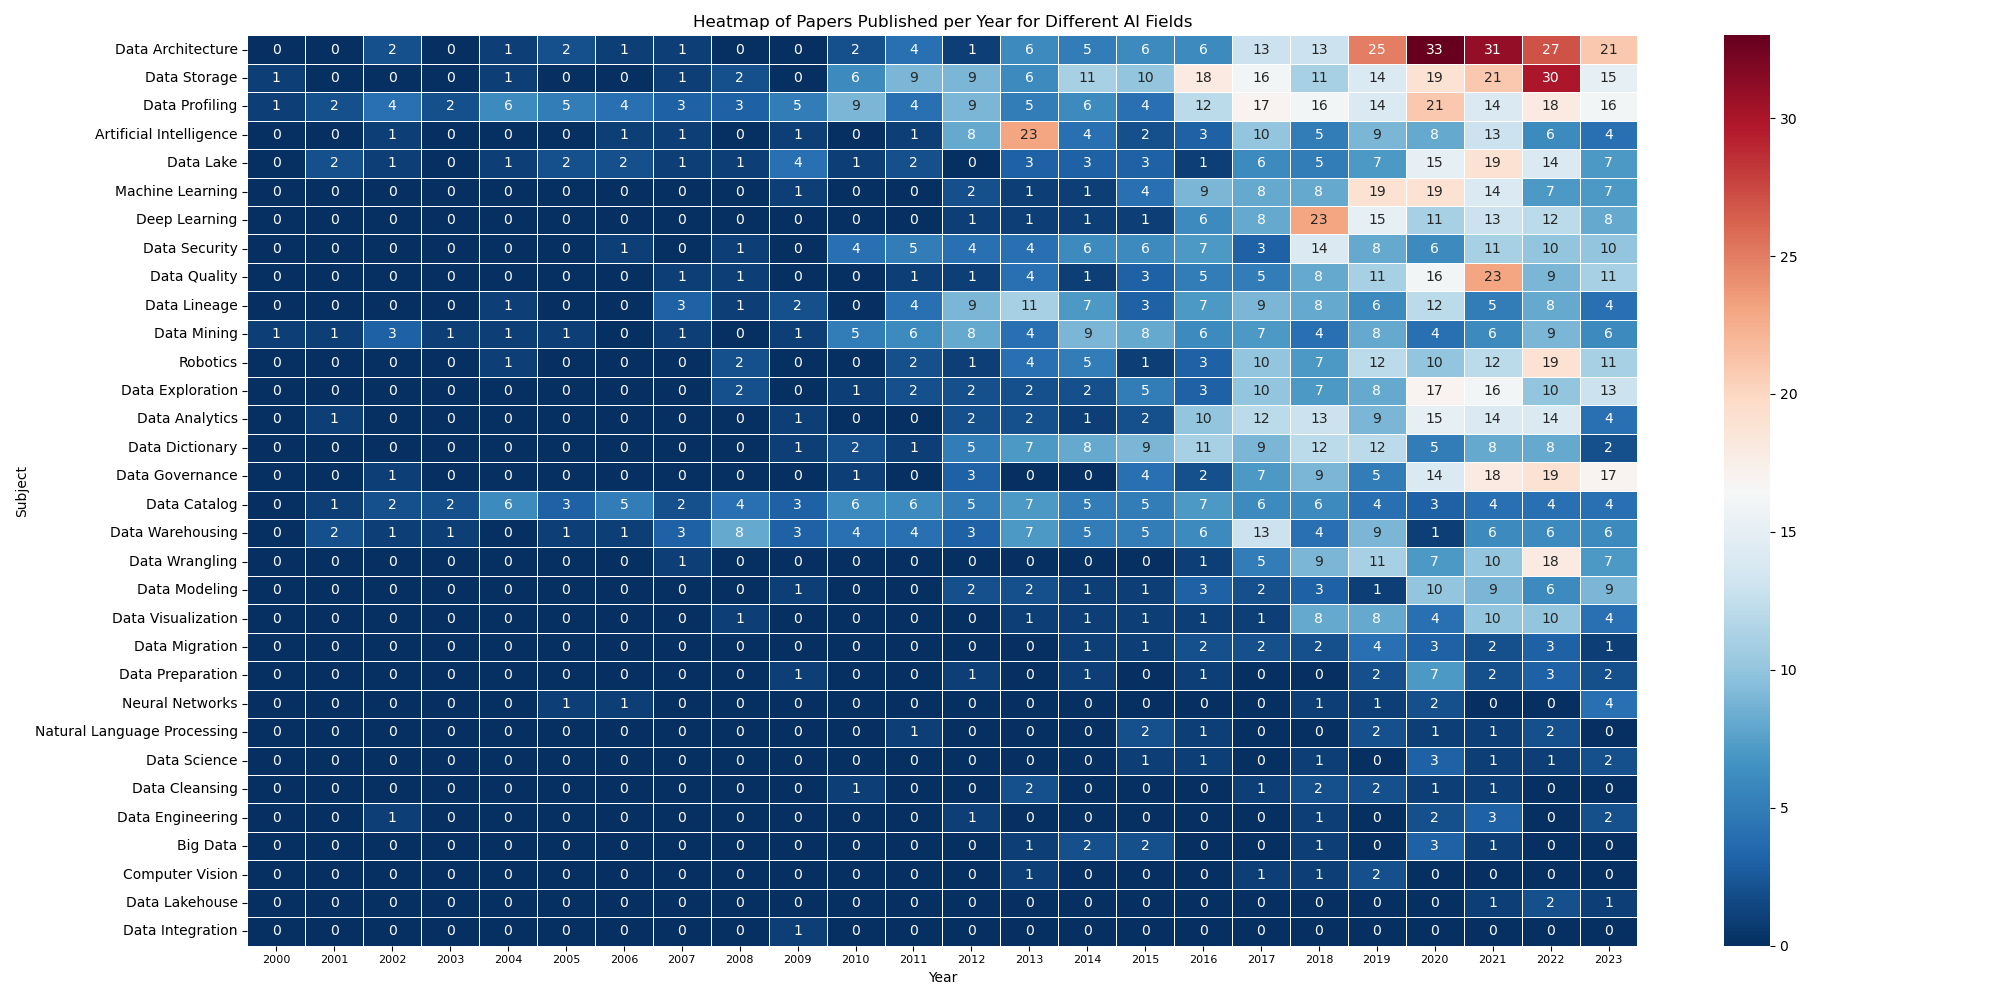 Heatmap of Papers Published per Year for Different AI Fields
Data Architecture 0 0 2 0 1 2 1 1 0 0 2 4 1 6 5 6 6 13 13 25 33 31 27 21
Data Storage 1 0 0 0 1 0 0 1 2 0 6 9 9 6 11 10 18 16 11 14 19 21 30 15
Data Profiling 1 2 4 2 6 5 4 3 3 5 9 4 9 5 6 4 12 17 16 14 21 14 18 16
Artificial Intelligence 0 0 1 0 0 0 1 1 0 1 0 1 8 23 4 2 3 10 5 9 8 13 6 4
Data Lake 0 2 1 0 1 2 2 1 1 4 1 2 0 3 3 3 1 6 5 7 15 19 14 7
Machine Learning 0 0 0 0 0 0 0 0 0 1 0 0 2 1 1 4 9 8 8 19 19 14 7 7
Deep Learning 0 0 0 0 0 0 0 0 0 0 0 0 1 1 1 1 6 8 23 15 11 13 12 8
Data Security 0 0 0 0 0 0 1 0 1 0 4 5 4 4 6 6 7 3 14 8 6 11 10 10
Data Quality 0 0 0 0 0 0 0 1 1 0 0 1 1 4 1 3 5 5 8 11 16 23 9 11
Data Lineage 0 0 0 0 1 0 0 3 1 2 0 4 9 11 7 3 7 9 8 6 12 5 8 4
Data Mining 1 1 3 1 1 1 0 1 0 1 5 6 8 4 9 8 6 7 4 8 4 6 9 6
Robotics 0 0 0 0 1 0 0 0 2 0 0 2 1 4 5 1 3 10 7 12 10 12 19 11
Data Exploration 0 0 0 0 0 0 0 0 2 0 1 2 2 2 2 5 3 10 7 8 17 16 10 13
Data Analytics 0 1 0 0 0 0 0 0 0 1 0 0 2 2 1 2 10 12 13 9 15 14 14 4
Data Dictionary 0 0 0 0 0 0 0 0 0 1 2 1 5 7 8 9 11 9 12 12 5 8 8 2
Data Governance 0 0 1 0 0 0 0 0 0 0 1 0 3 0 0 4 2 7 9 5 14 18 19 17
Data Catalog 0 1 2 2 6 3 5 2 4 3 6 6 5 7 5 5 7 6 6 4 3 4 4 4
Data Warehousing 0 2 1 1 0 1 1 3 8 3 4 4 3 7 5 5 6 13 4 9 1 6 6 6
Data Wrangling 0 0 0 0 0 0 0 1 0 0 0 0 0 0 0 0 1 5 9 11 7 10 18 7
Data Modeling 0 0 0 0 0 0 0 0 0 1 0 0 2 2 1 1 3 2 3 1 10 9 6 9
Data Visualization 0 0 0 0 0 0 0 0 1 0 0 0 0 1 1 1 1 1 8 8 4 10 10 4
Data Migration 0 0 0 0 0 0 0 0 0 0 0 0 0 0 1 1 2 2 2 4 3 2 3 1
Data Preparation 0 0 0 0 0 0 0 0 0 1 0 0 1 0 1 0 1 0 0 2 7 2 3 2
Neural Networks 0 0 0 0 0 1 1 0 0 0 0 0 0 0 0 0 0 0 1 1 2 0 0 4
Natural Language Processing 0 0 0 0 0 0 0 0 0 0 0 1 0 0 0 2 1 0 0 2 1 1 2 0
Data Science 0 0 0 0 0 0 0 0 0 0 0 0 0 0 0 1 1 0 1 0 3 1 1 2
Data Cleansing 0 0 0 0 0 0 0 0 0 0 1 0 0 2 0 0 0 1 2 2 1 1 0 0
Data Engineering 0 0 1 0 0 0 0 0 0 0 0 0 1 0 0 0 0 0 1 0 2 3 0 2
Big Data 0 0 0 0 0 0 0 0 0 0 0 0 0 1 2 2 0 0 1 0 3 1 0 0
Computer Vision 0 0 0 0 0 0 0 0 0 0 0 0 0 1 0 0 0 1 1 2 0 0 0 0
Data Lakehouse 0 0 0 0 0 0 0 0 0 0 0 0 0 0 0 0 0 0 0 0 0 1 2 1
Data Integration 0 0 0 0 0 0 0 0 0 1 0 0 0 0 0 0 0 0 0 0 0 0 0 0
2000 2001 2002 2003 2004 2005 2006 2007 2008 2009 2010 2011 2012 2013 2014 2015 2016 2017 2018 2019 2020 2021 2022 2023
Year
Subject
30
25
20
15
10
5
0